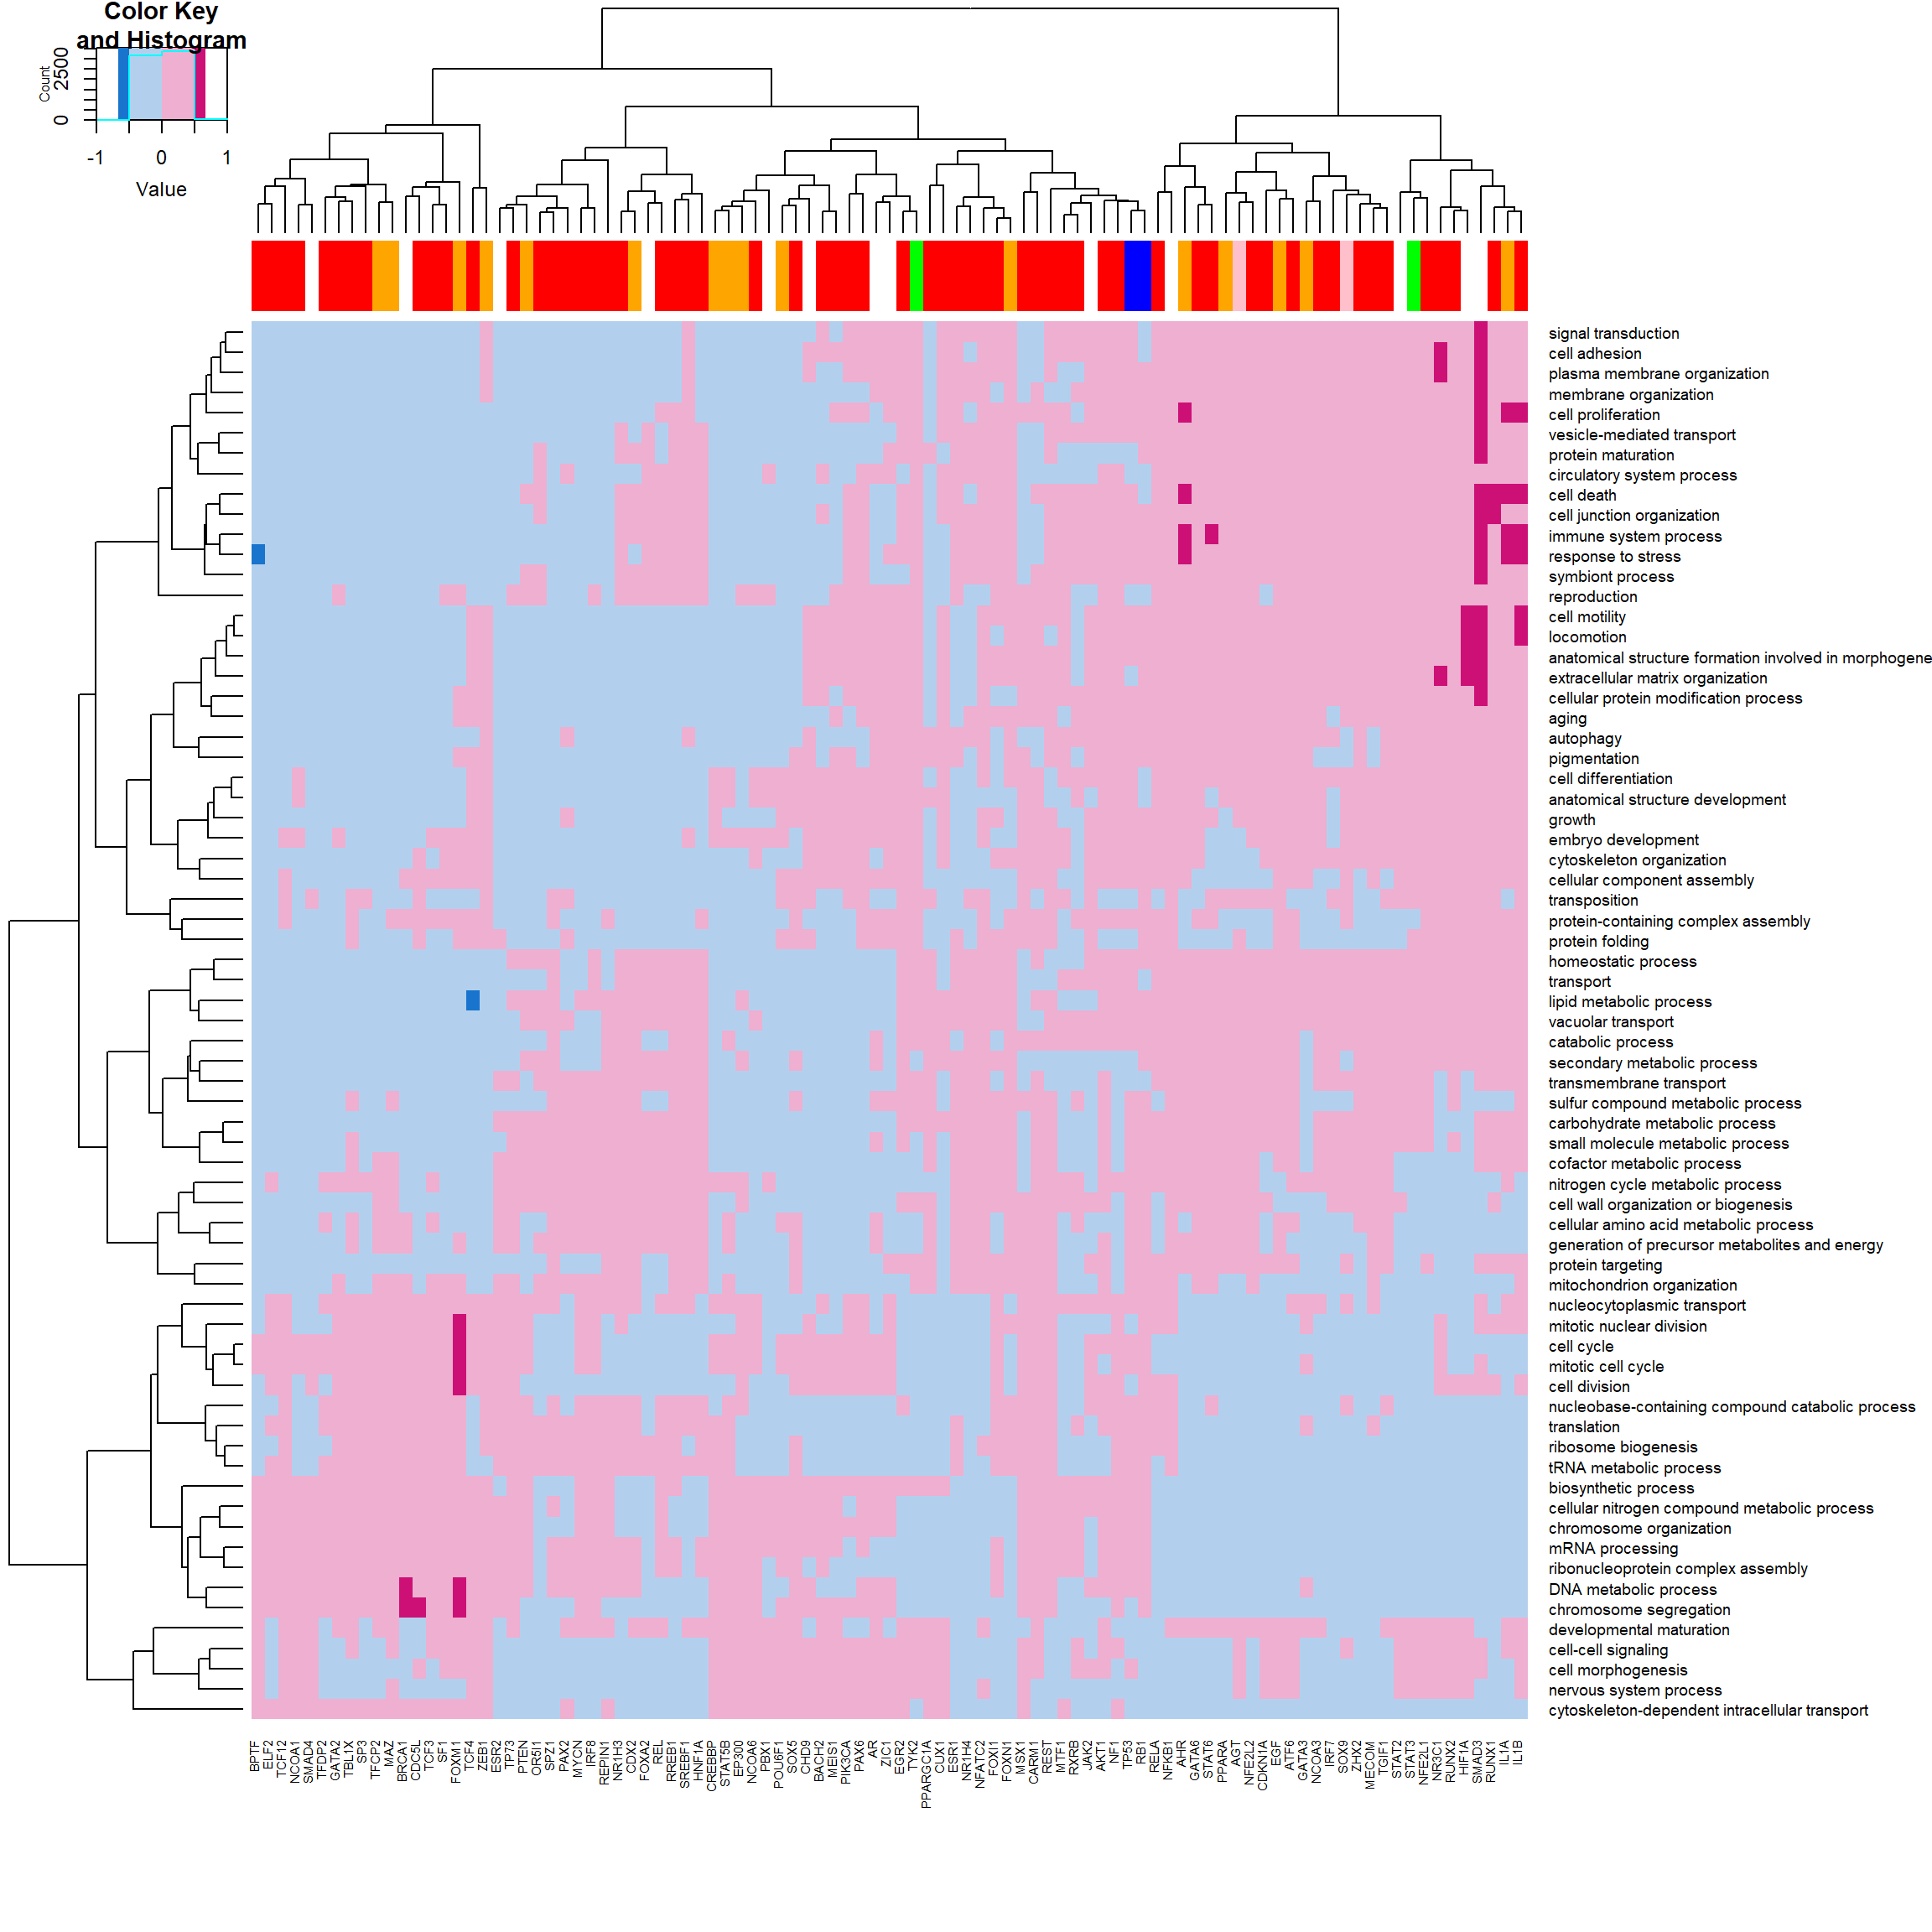 Color Key
and Histogram
Count
0
2500
-1 0 1
Value
signal transduction
cell adhesion
plasma membrane organization
membrane organization
cell proliferation
vesicle-mediated transport
protein maturation
circulatory system process
cell death
cell junction organization
immune system process
response to stress
symbiont process
reproduction
cell motility
locomotion
anatomical structure formation involved in morphogene
extracellular matrix organization
cellular protein modification process
aging
autophagy
pigmentation
cell differentiation
anatomical structure development
growth
embryo development
cytoskeleton organization
cellular component assembly
transposition
protein-containing complex assembly
protein folding
homeostatic process
transport
lipid metabolic process
vacuolar transport
catabolic process
secondary metabolic process
transmembrane transport
sulfur compound metabolic process
carbohydrate metabolic process
small molecule metabolic process
cofactor metabolic process
nitrogen cycle metabolic process
cell wall organization or biogenesis
cellular amino acid metabolic process
generation of precursor metabolites and energy
protein targeting
mitochondrion organization
nucleocytoplasmic transport
mitotic nuclear division
cell cycle
mitotic cell cycle
cell division
nucleobase-containing compound catabolic process
translation
ribosome biogenesis
tRNA metabolic process
biosynthetic process
cellular nitrogen compound metabolic process
chromosome organization
mRNA processing
ribonucleoprotein complex assembly
DNA metabolic process
chromosome segregation
developmental maturation
cell-cell signaling
cell morphogenesis
nervous system process
cytoskeleton-dependent intracellular transport
BPTF
ELF2
TCF12
NCOA1
SMAD4
TFDP2
GATA2
TBL1X
SP3
TFCP2
MAZ
BRCA1
CDC5L
TCF3
SF1
FOXM1
TCF4
ZEB1
ESR2
TP73
PTEN
OR5I1
SPZ1
PAX2
MYCN
IRF8
REPIN1
NR1H3
CDX2
FOXA2
REL
RREB1
SREBF1
HNF1A
CREBBP
STAT5B
EP300
NCOA6
PBX1
POU6F1
SOX5
CHD9
BACH2
MEIS1
PIK3CA
PAX6
AR
ZIC1
EGR2
TYK2
PPARGC1A
CUX1
ESR1
NR1H4
NFATC2
FOXI1
FOXN1
MSX1
CARM1
REST
MTF1
RXRB
JAK2
AKT1
NF1
TP53
RB1
RELA
NFKB1
AHR
GATA6
STAT6
PPARA
AGT
NFE2L2
CDKN1A
EGF
ATF6
GATA3
NCOA3
IRF7
SOX9
ZHX2
MECOM
TGIF1
STAT2
STAT3
NFE2L1
NR3C1
RUNX2
HIF1A
SMAD3
RUNX1
IL1A
IL1B